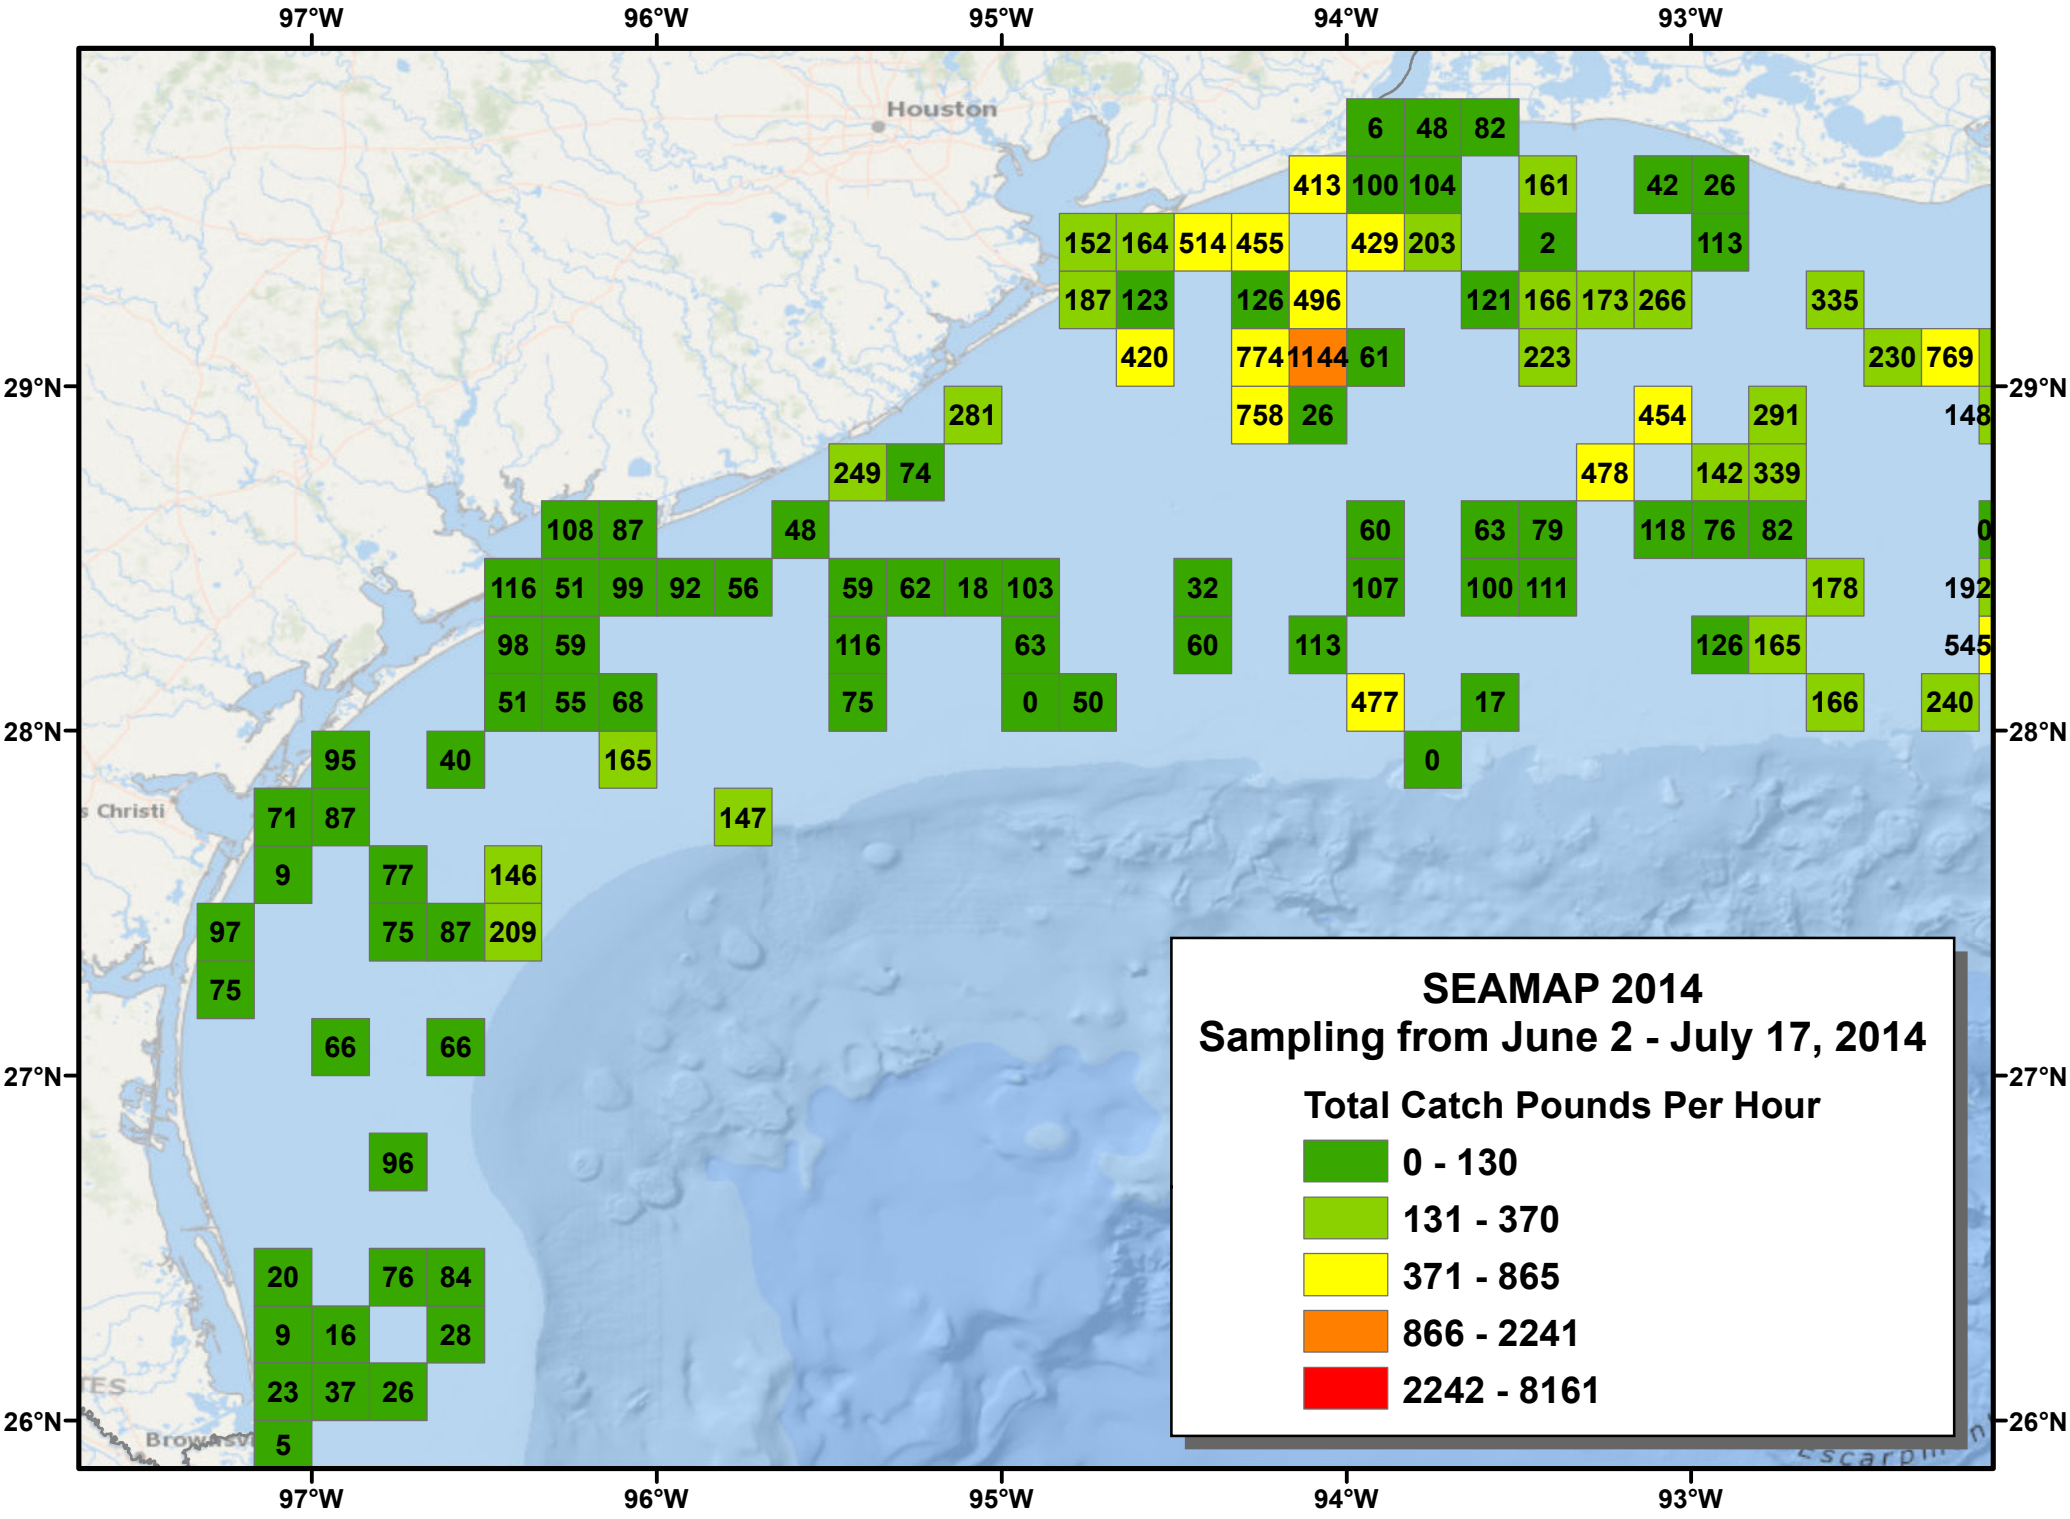 97°W 96°W 95°W 94°W 93°W
Houston
6 48 82
413 100 104 161 42 26
152 164 514 455 429 203 2 113
187 123 126 496 121 166 173 266 335
420 774 1144 61 223 230 769
29°N 29°N
281 758 26 454 291 148
249 74 478 142 339
108 87 48 60 63 79 118 76 82 0
116 51 99 92 56 59 62 18 103 32 107 100 111 178 192
98 59 116 63 60 113 126 165 545
51 55 68 75 0 50 477 17 166 240
28°N 28°N
95 40 165 0
s Christi
71 87 147
9 77 146
97 75 87 209
75
66 66
27°N 27°N
96
20 76 84
9 16 28
23 37 26
TES
26°N 26°N
Brownsvi
5
SEAMAP 2014
Sampling from June 2 - July 17, 2014
Total Catch Pounds Per Hour
0 - 130
131 - 370
371 - 865
866 - 2241
2242 - 8161
97°W 96°W 95°W 94°W 93°W